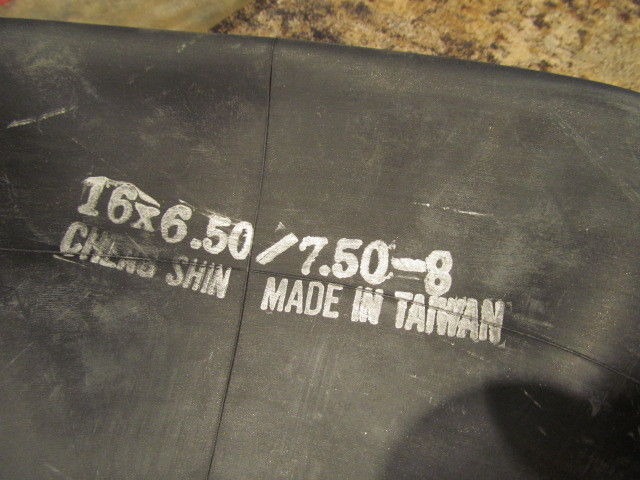 16x6.50/7.50-8
CHENG SHIN MADE IN TAIWAN